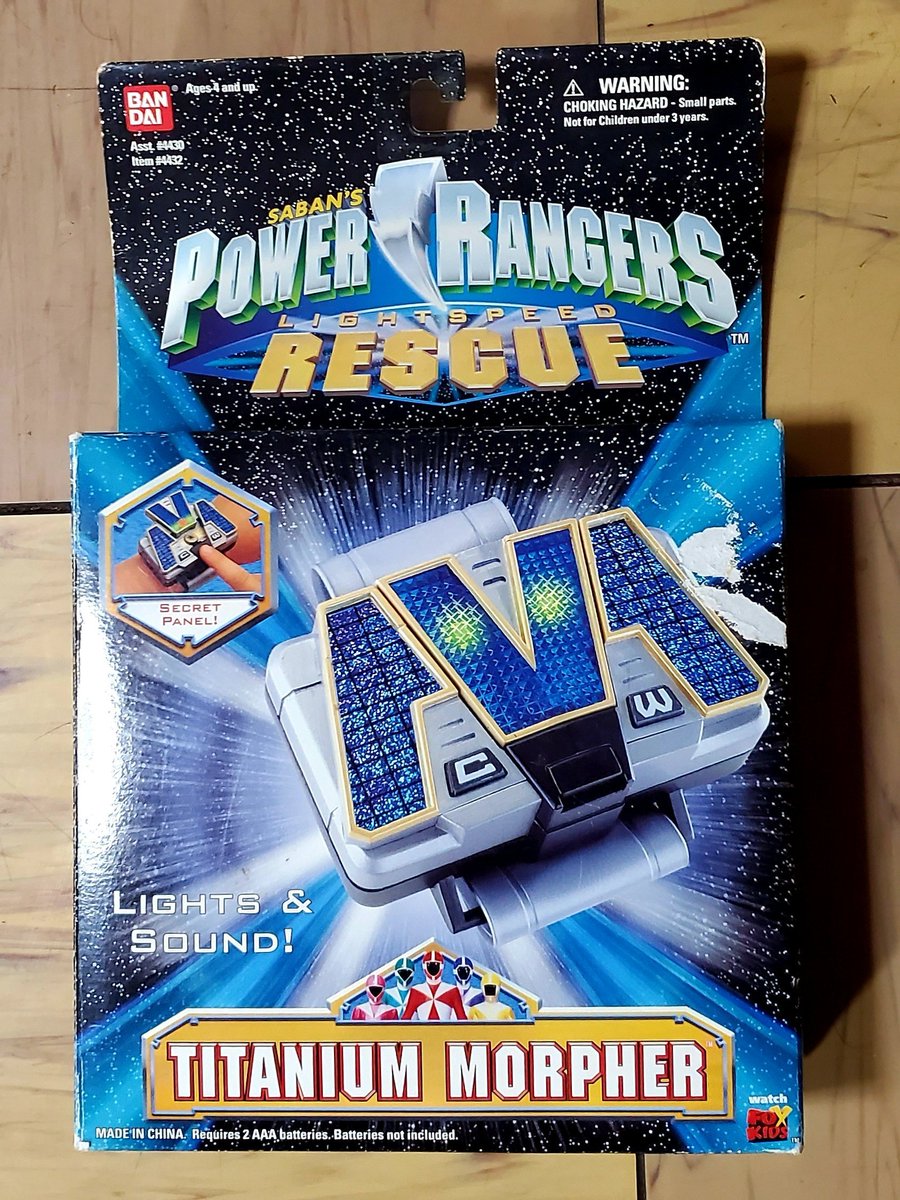 BAN
DAI
®
Ages 4 and up.
Asst. #4430
Item #4432
WARNING:
CHOKING HAZARD - Small parts.
Not for Children under 3 years.
SABAN'S
POWER RANGERS
LIGHTSPEED
RESCUE
TM
SECRET
PANEL!
C
W
LIGHTS &
SOUND!
TITANIUM MORPHER
watch
FOX
KIDS
TM
MADE IN CHINA. Requires 2 AAA batteries. Batteries not included.